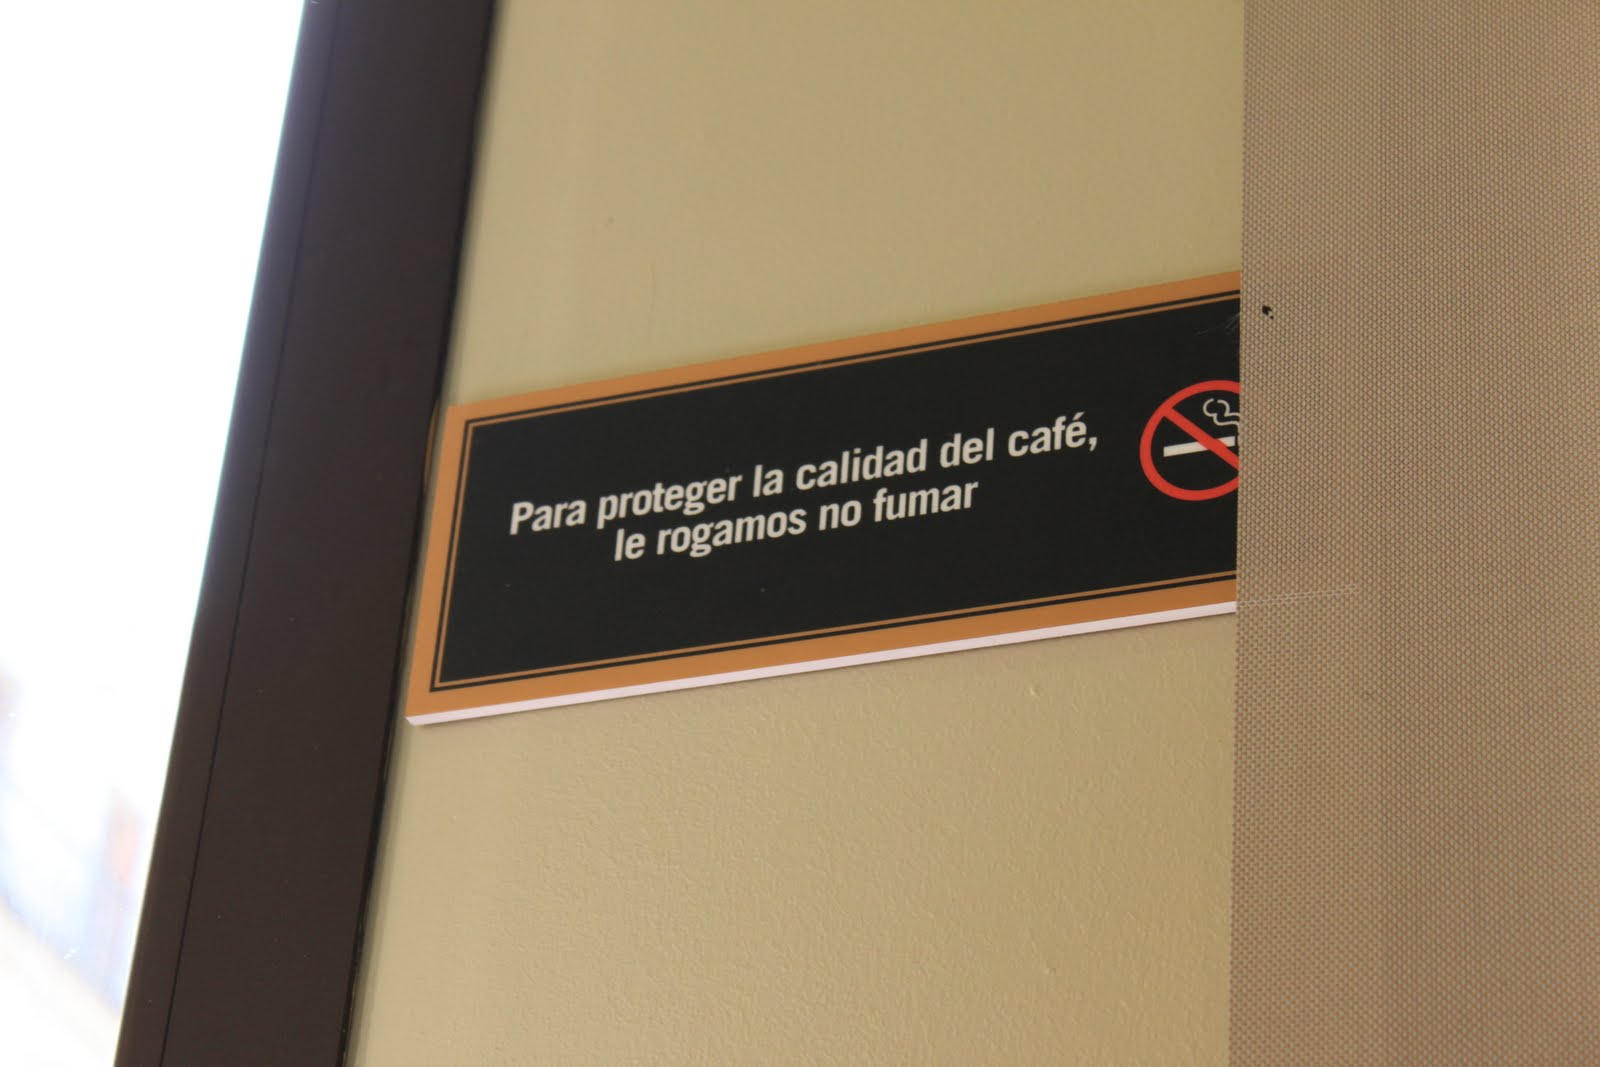 Para proteger la calidad del café,
le rogamos no fumar